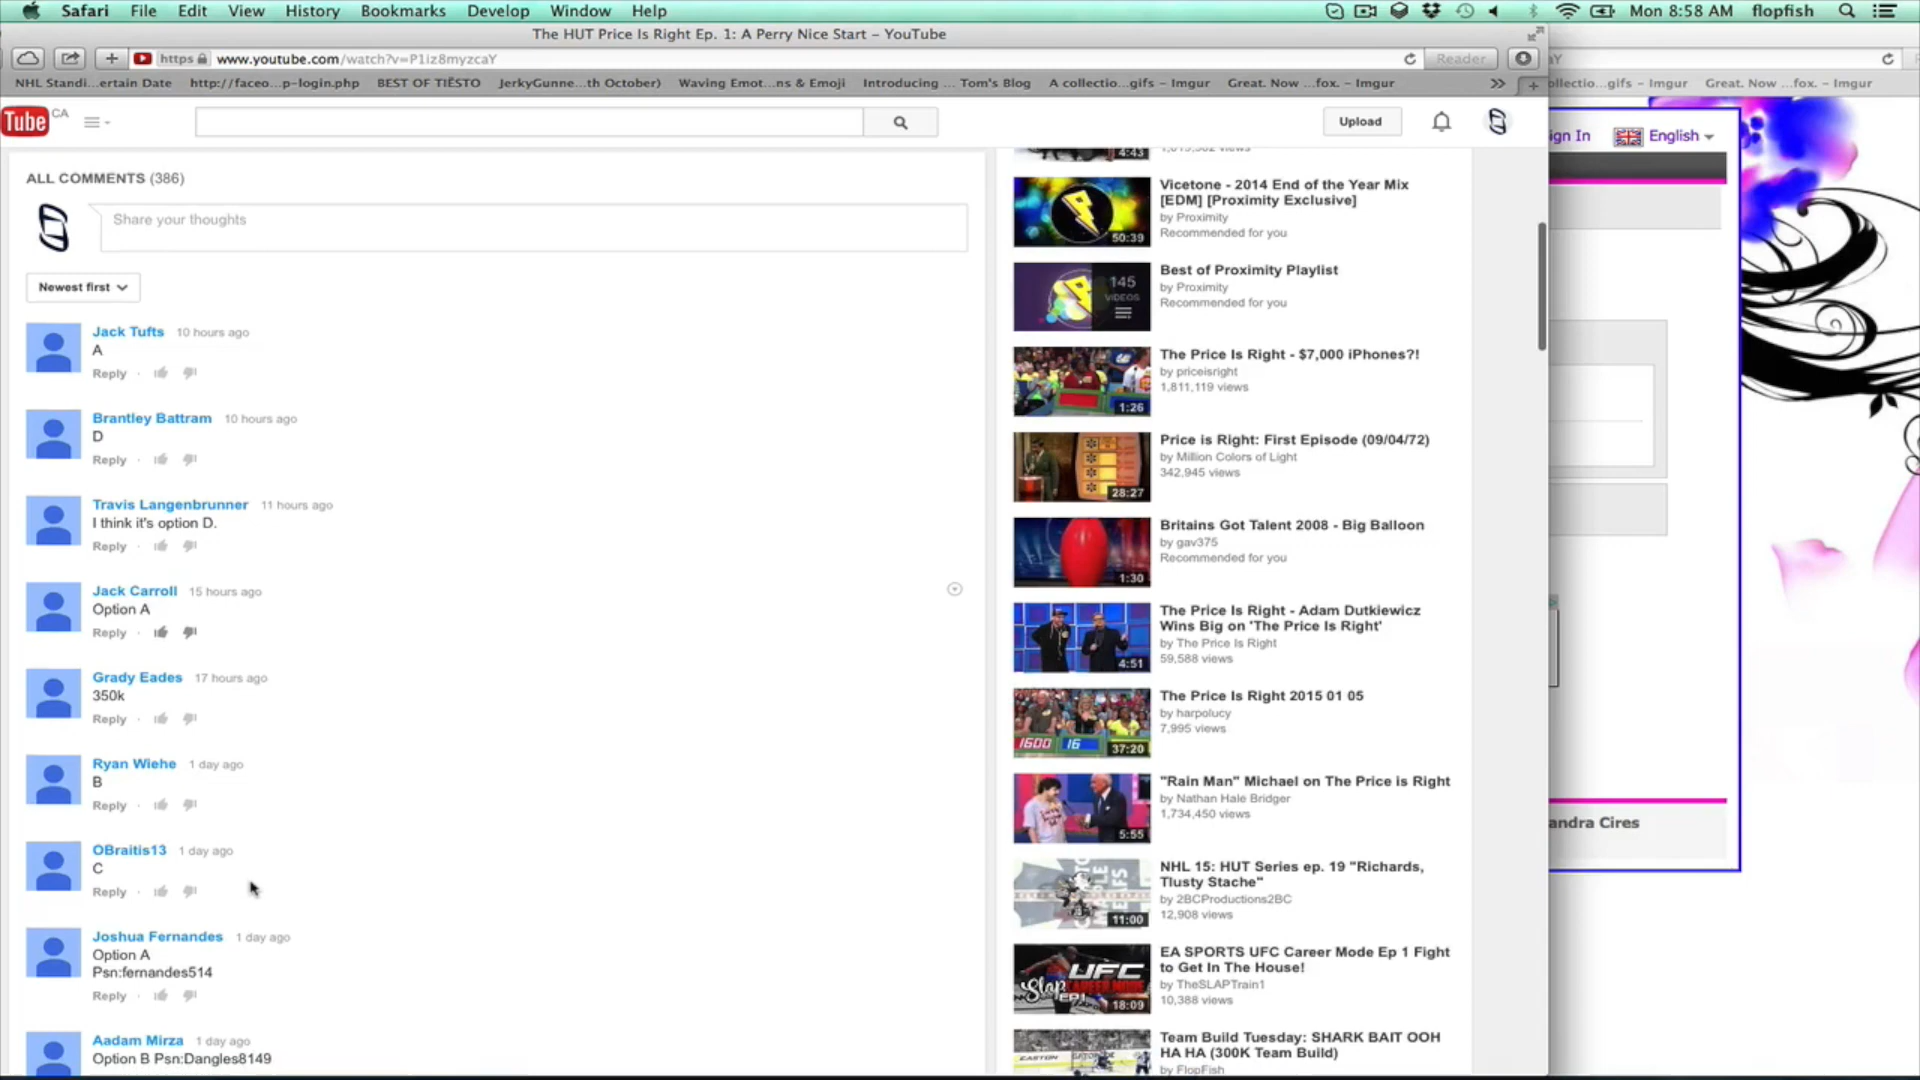 Safari File Edit View History Bookmarks Develop Window Help Mon 8:58 AM flopfish
The HUT Price Is Right Ep. 1: A Perry Nice Start – YouTube
https www.youtube.com/watch?v=P1iz8myzcaY Reader
NHL Standi...ertain Date http://faceo...p-login.php BEST OF TIËSTO JerkyGunne...th October) Waving Emot...ns & Emoji Introducing ... Tom's Blog A collectio...gifs – Imgur Great. Now ...fox. – Imgur
Tube CA
Upload
ALL COMMENTS (386)
Share your thoughts
Newest first
Jack Tufts 10 hours ago
A
Reply
Brantley Battram 10 hours ago
D
Reply
Travis Langenbrunner 11 hours ago
I think it's option D.
Reply
Jack Carroll 15 hours ago
Option A
Reply
Grady Eades 17 hours ago
350k
Reply
Ryan Wiehe 1 day ago
B
Reply
OBraitis13 1 day ago
C
Reply
Joshua Fernandes 1 day ago
Option A
Psn:fernandes514
Reply
Aadam Mirza 1 day ago
Option B Psn:Dangles8149
4:43
Vicetone - 2014 End of the Year Mix
[EDM] [Proximity Exclusive]
by Proximity
Recommended for you
50:39
Best of Proximity Playlist
by Proximity
Recommended for you
145
VIDEOS
The Price Is Right - $7,000 iPhones?!
by priceisright
1,811,119 views
1:26
Price is Right: First Episode (09/04/72)
by Million Colors of Light
342,945 views
28:27
Britains Got Talent 2008 - Big Balloon
by gav375
Recommended for you
1:30
The Price Is Right - Adam Dutkiewicz
Wins Big on 'The Price Is Right'
by The Price Is Right
59,588 views
4:51
The Price Is Right 2015 01 05
by harpolucy
7,995 views
1600 16
37:20
"Rain Man" Michael on The Price is Right
by Nathan Hale Bridger
1,734,450 views
5:55
NHL 15: HUT Series ep. 19 "Richards,
Tlusty Stache"
by 2BCProductions2BC
12,908 views
11:00
EA SPORTS UFC Career Mode Ep 1 Fight
to Get In The House!
by TheSLAPTrain1
10,388 views
UFC
Slap CAREER MODE
EP1
18:09
Team Build Tuesday: SHARK BAIT OOH
HA HA (300K Team Build)
by FlopFish
EASTON
aY
ollectio...gifs – Imgur Great. Now ...fox. – Imgur
ign In English
andra Cires